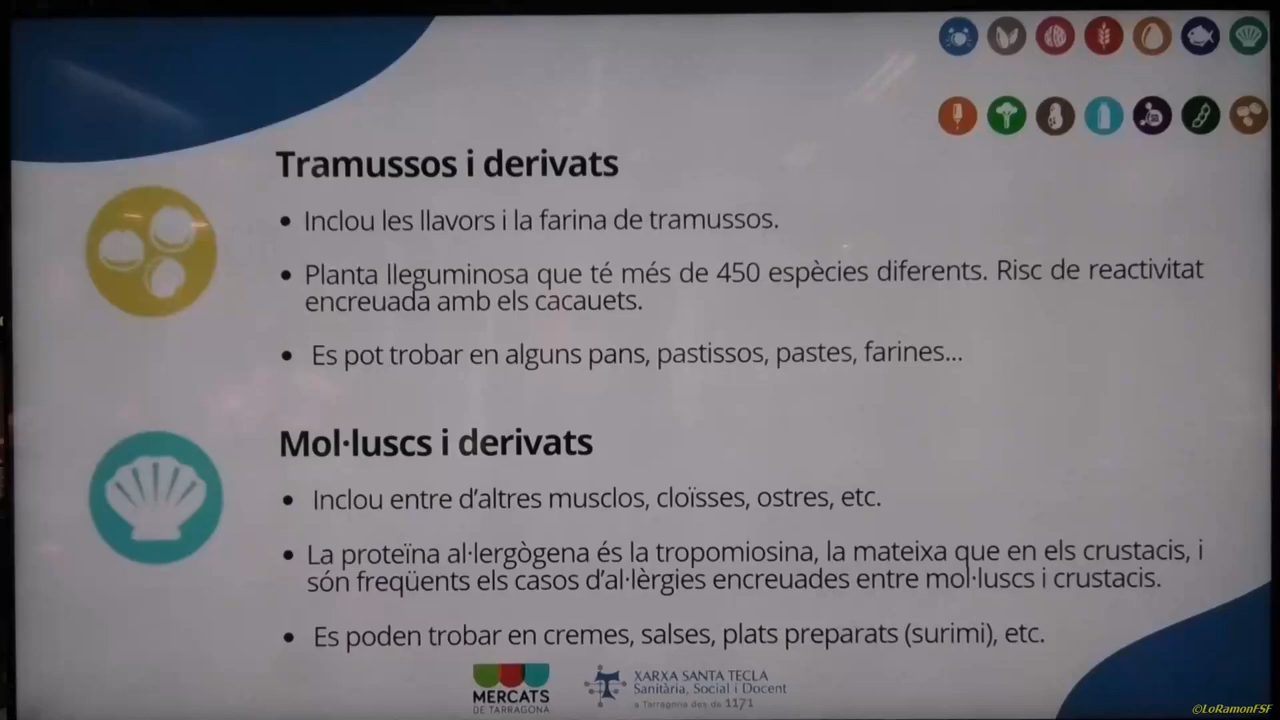 Tramussos i derivats
• Inclou les llavors i la farina de tramussos.
• Planta lleguminosa que té més de 450 espècies diferents. Risc de reactivitat
encreuada amb els cacauets.
• Es pot trobar en alguns pans, pastissos, pastes, farines...
Mol·luscs i derivats
• Inclou entre d'altres musclos, cloïsses, ostres, etc.
• La proteïna al·lergògena és la tropomiosina, la mateixa que en els crustacis, i
són freqüents els casos d'al·lèrgies encreuades entre mol·luscs i crustacis.
• Es poden trobar en cremes, salses, plats preparats (surimi), etc.
MERCATS
DE TARRAGONA
XARXA SANTA TECLA
Sanitària, Social i Docent
a Tarragona des de 1171
©LoRamonFSF